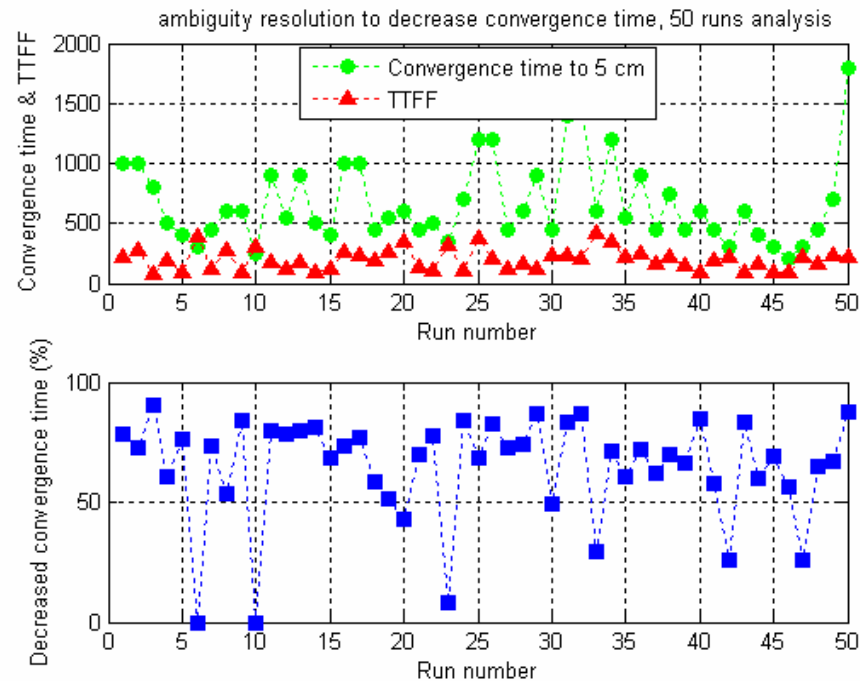 ambiguity resolution to decrease convergence time, 50 runs analysis
Convergence time & TTFF
2000
1500
1000
500
0
Convergence time to 5 cm
TTFF
0 5 10 15 20 25 30 35 40 45 50
Run number
Decreased convergence time (%)
100
50
0
0 5 10 15 20 25 30 35 40 45 50
Run number